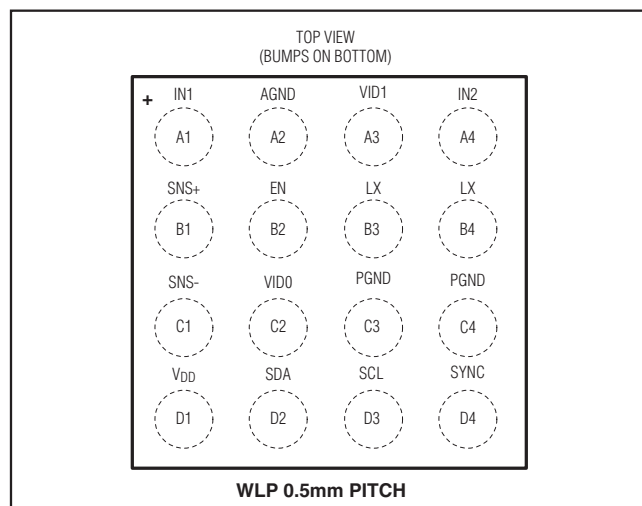 TOP VIEW
(BUMPS ON BOTTOM)
+ IN1 AGND VID1 IN2
A1 A2 A3 A4
SNS+ EN LX LX
B1 B2 B3 B4
SNS- VID0 PGND PGND
C1 C2 C3 C4
VDD SDA SCL SYNC
D1 D2 D3 D4
WLP 0.5mm PITCH